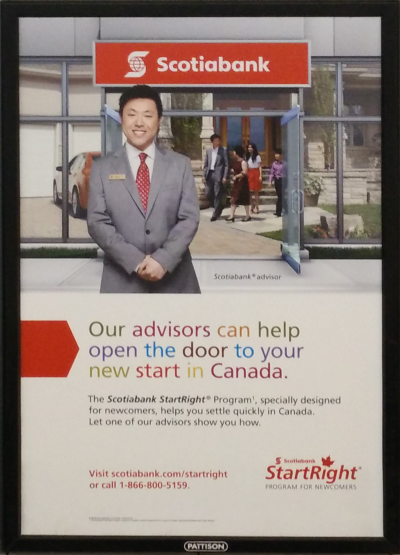 Scotiabank
Scotiabank® advisor
Our advisors can help
open the door to your
new start in Canada.
The Scotiabank StartRight® Program¹, specially designed
for newcomers, helps you settle quickly in Canada.
Let one of our advisors show you how.
Visit scotiabank.com/startright
or call 1-866-800-5159.
Scotiabank
StartRight®
PROGRAM FOR NEWCOMERS
PATTISON